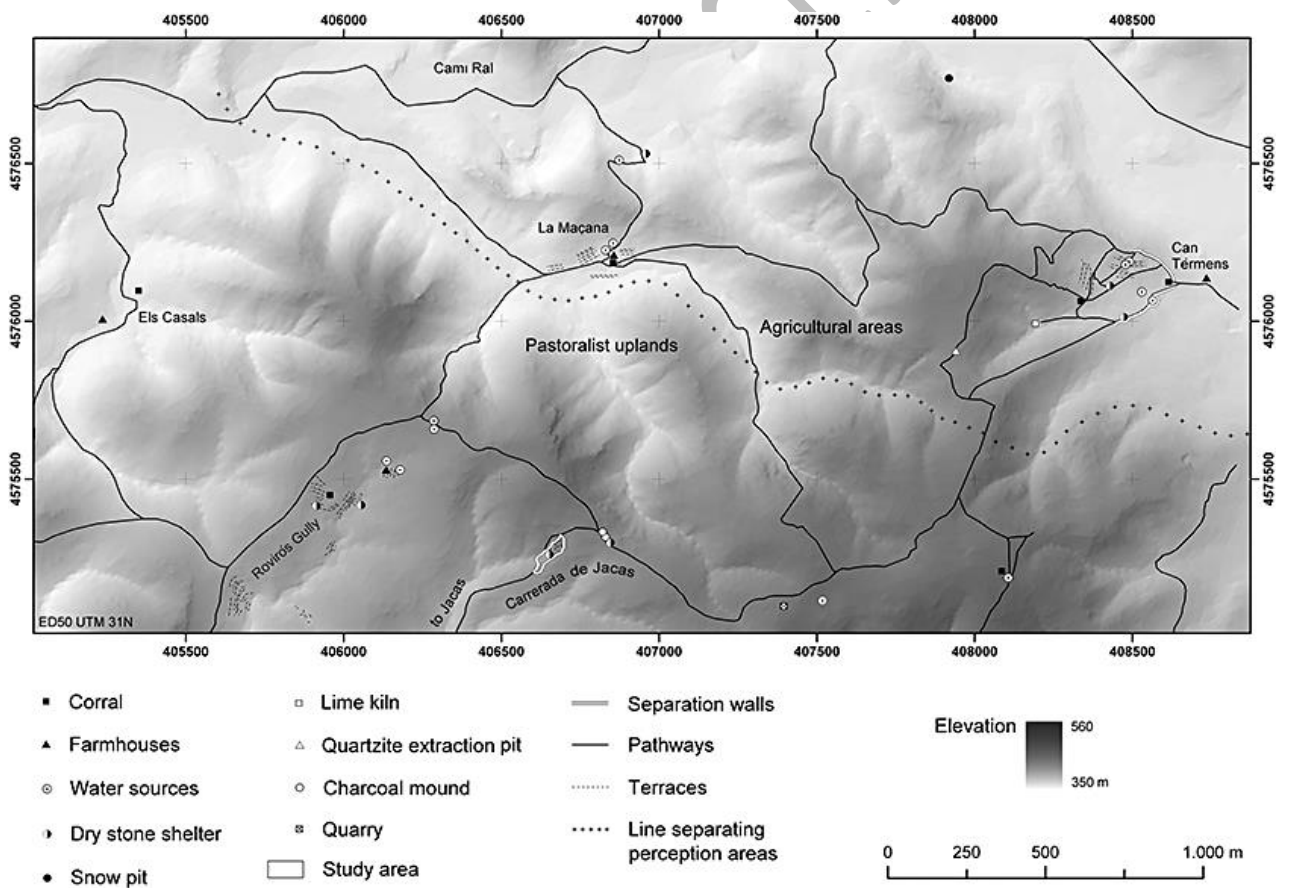 405500 406000 406500 407000 407500 408000 408500
Camı Ral
4576500
4576500
La Maçana
Can
Térmens
4576000
4576000
Els Casals
Agricultural areas
Pastoralist uplands
4575500
4575500
Rovirós Gully
Carrerada de Jacas
to Jacas
ED50 UTM 31N
405500 406000 406500 407000 407500 408000 408500
Corral
Farmhouses
Water sources
Dry stone shelter
Snow pit
Lime kiln
Quartzite extraction pit
Charcoal mound
Quarry
Study area
Separation walls
Pathways
Terraces
Line separating
perception areas
Elevation
560
350 m
0 250 500 1.000 m